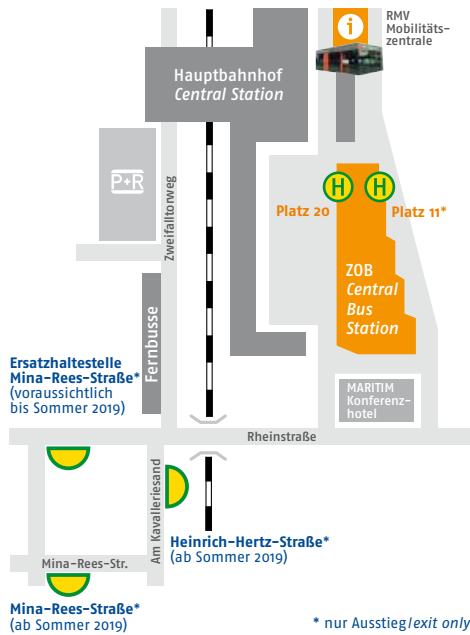 i
RMV
Mobilitäts-
zentrale
Hauptbahnhof
Central Station
P+R
Zweifalltorweg
H
H
Platz 20
Platz 11*
ZOB
Central
Bus
Station
Fernbusse
Ersatzhaltestelle
Mina-Rees-Straße*
(voraussichtlich
bis Sommer 2019)
MARITIM
Konferenz-
hotel
Rheinstraße
Am Kavalleriesand
Heinrich-Hertz-Straße*
(ab Sommer 2019)
Mina-Rees-Str.
Mina-Rees-Straße*
(ab Sommer 2019)
* nur Ausstieg/exit only